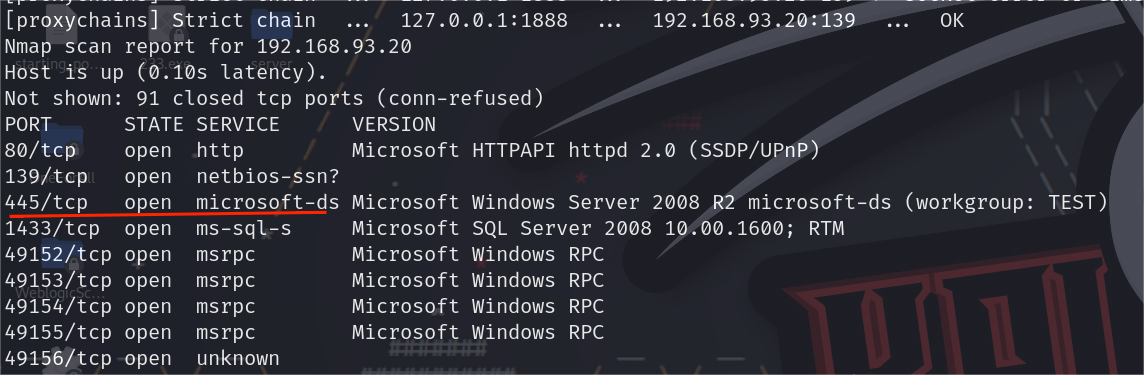 [proxychains] Strict chain  ...  127.0.0.1:1888  ...  192.168.93.20:139  ...  OK
Nmap scan report for 192.168.93.20
Host is up (0.10s latency).
Not shown: 91 closed tcp ports (conn-refused)
PORT      STATE SERVICE       VERSION
80/tcp    open  http          Microsoft HTTPAPI httpd 2.0 (SSDP/UPnP)
139/tcp   open  netbios-ssn?
445/tcp   open  microsoft-ds  Microsoft Windows Server 2008 R2 microsoft-ds (workgroup: TEST)
1433/tcp  open  ms-sql-s      Microsoft SQL Server 2008 10.00.1600; RTM
49152/tcp open  msrpc         Microsoft Windows RPC
49153/tcp open  msrpc         Microsoft Windows RPC
49154/tcp open  msrpc         Microsoft Windows RPC
49155/tcp open  msrpc         Microsoft Windows RPC
49156/tcp open  unknown
starting_po...
server
WeblogicSc...